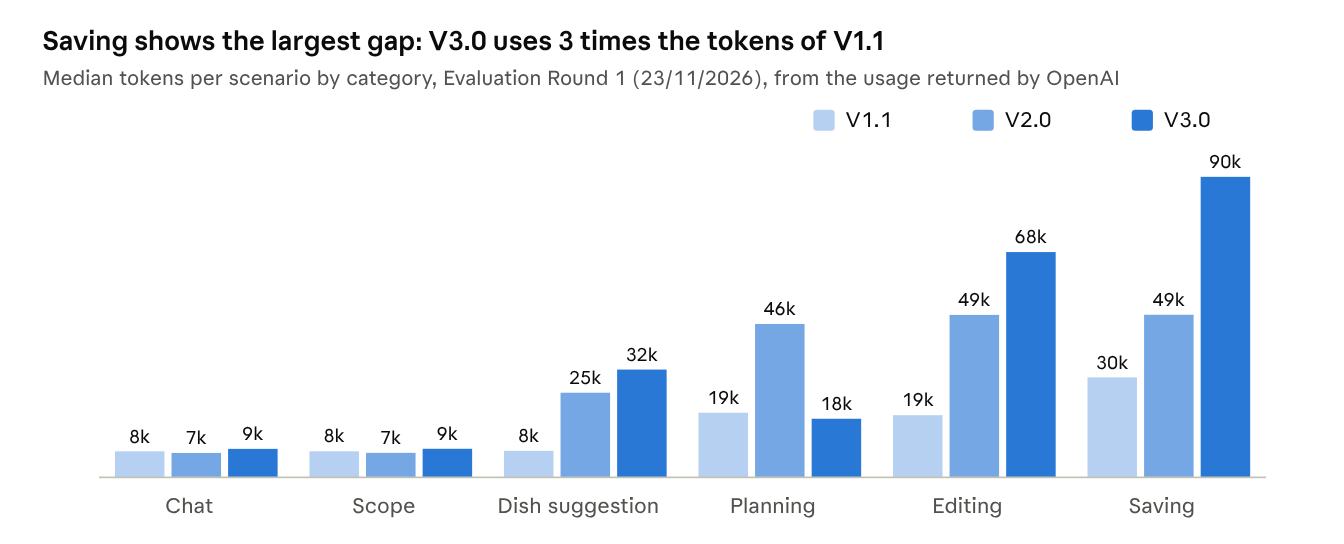 Saving shows the largest gap: V3.0 uses 3 times the tokens of V1.1
Median tokens per scenario by category, Evaluation Round 1 (23/11/2026), from the usage returned by OpenAI
V1.1 V2.0 V3.0
8k 7k 9k
8k 7k 9k
8k 25k 32k
19k 46k 18k
19k 49k 68k
30k 49k 90k
Chat Scope Dish suggestion Planning Editing Saving